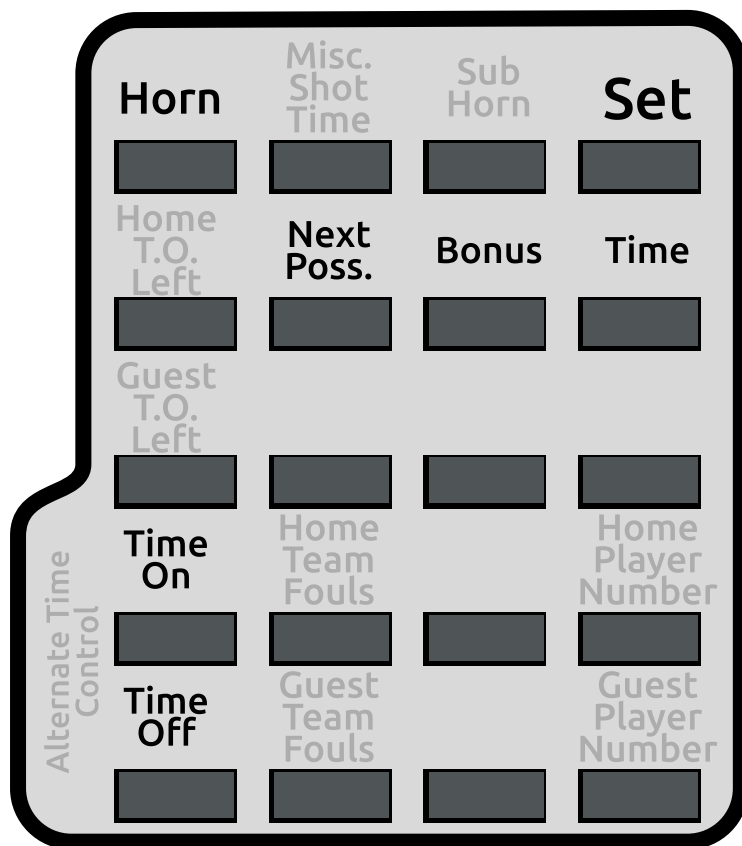 Horn
Misc.
Shot
Time
Sub
Horn
Set
Home
T.O.
Left
Next
Poss.
Bonus
Time
Guest
T.O.
Left
Alternate Time
Control
Time
On
Home
Team
Fouls
Home
Player
Number
Time
Off
Guest
Team
Fouls
Guest
Player
Number